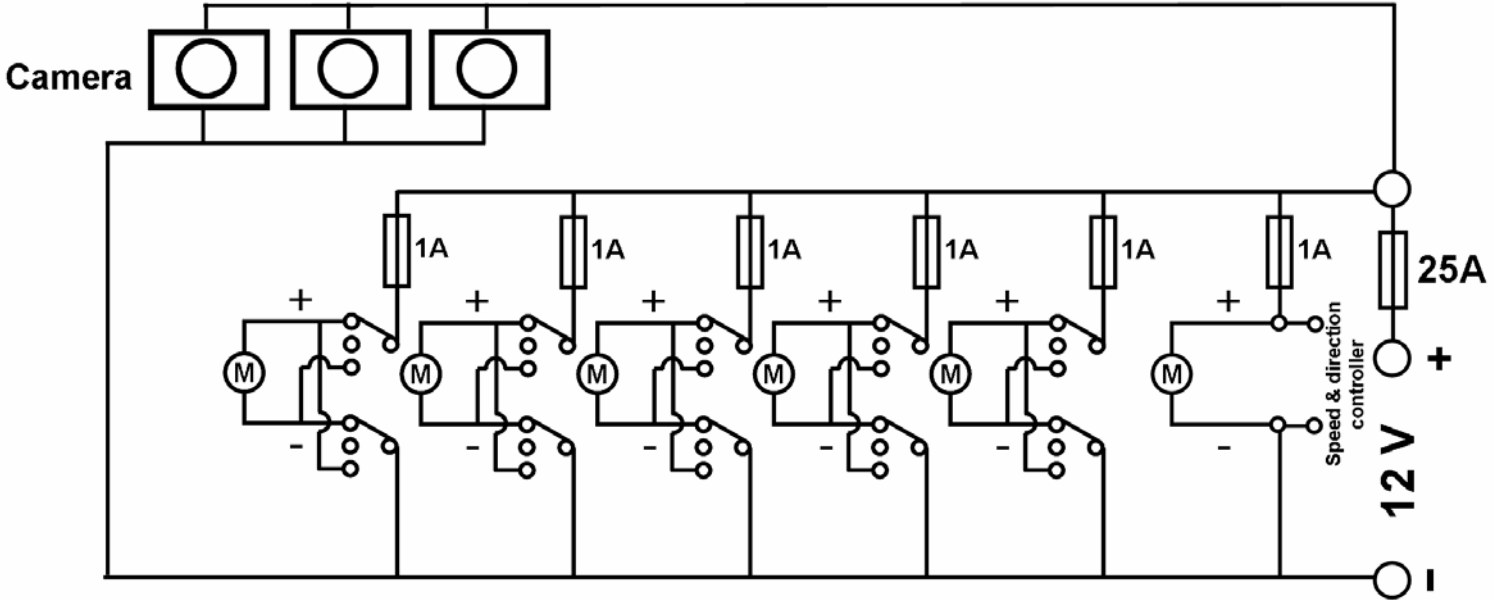 Camera
1A
1A
1A
1A
1A
1A
25A
+
+
+
+
+
+
M
M
M
M
M
M
+
-
-
-
-
-
-
Speed & direction
controller
12 V
-